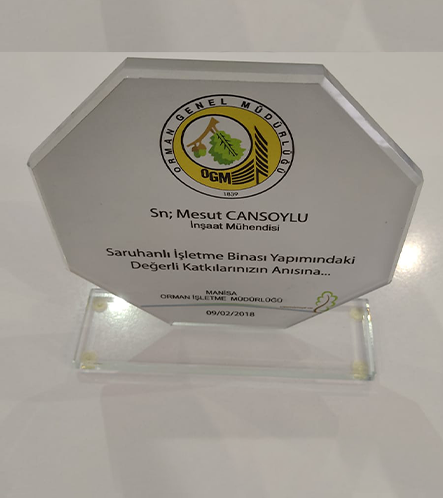 ORMAN GENEL MÜDÜRLÜĞÜ
OGM
1839
Sn; Mesut CANSOYLU
İnşaat Mühendisi
Saruhanlı İşletme Binası Yapımındaki
Değerli Katkılarınızın Anısına...
MANİSA
ORMAN İŞLETME MÜDÜRLÜĞÜ
09/02/2018